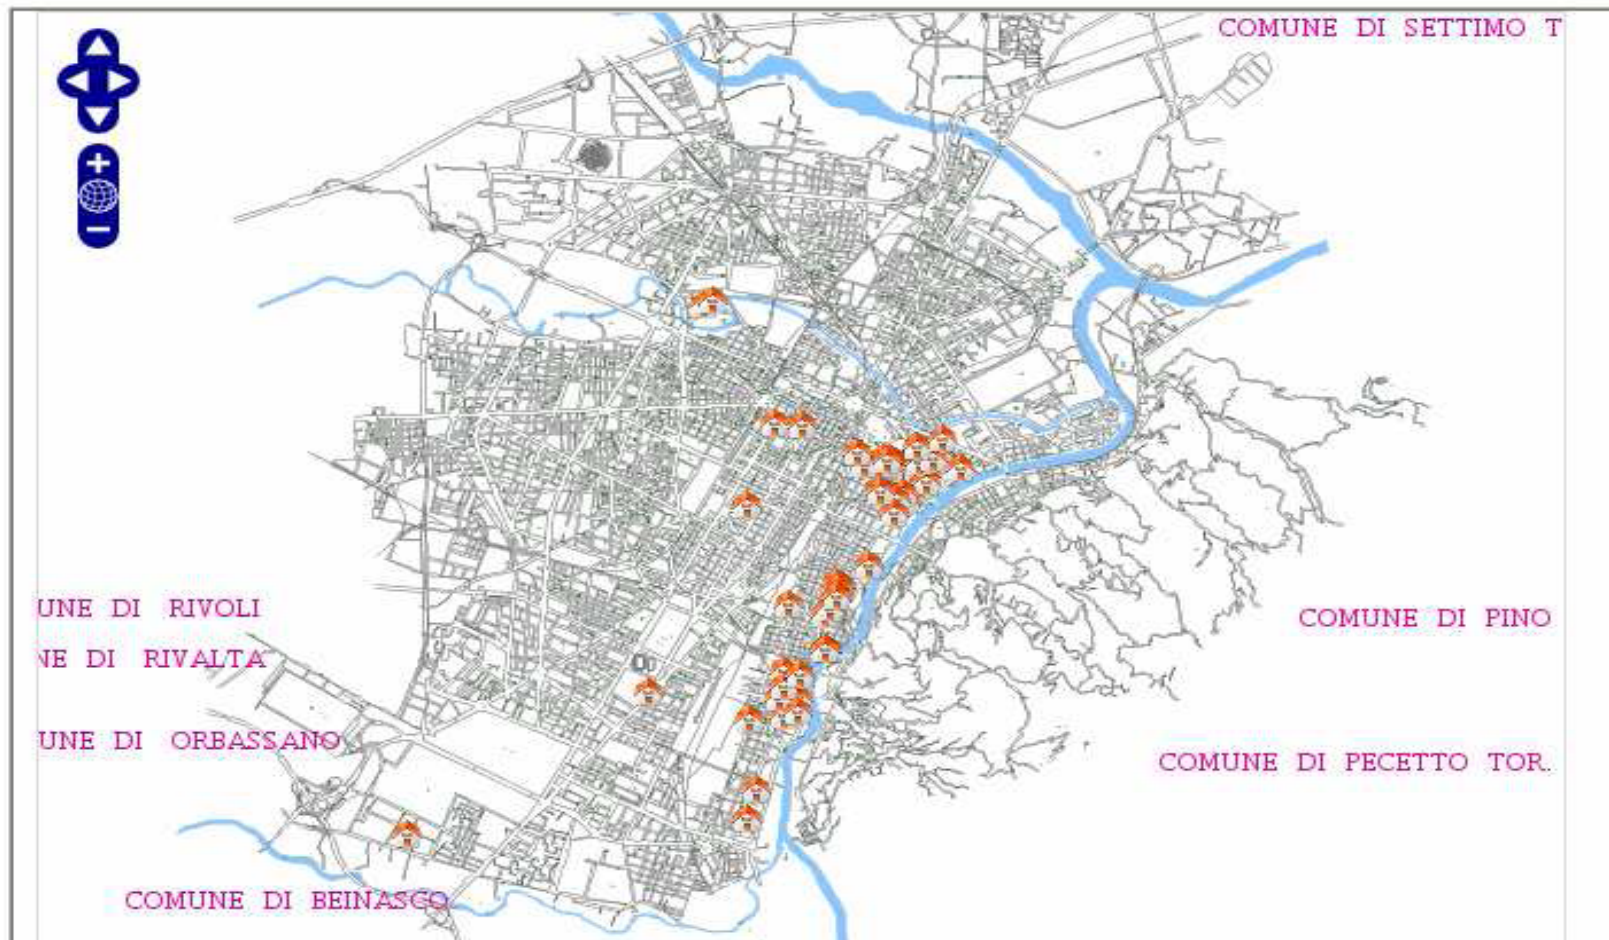 COMUNE DI SETTIMO T
UNE DI RIVOLI
COMUNE DI PINO
NE DI RIVALTA
UNE DI ORBASSANO
COMUNE DI PECETTO TOR.
COMUNE DI BEINASCO